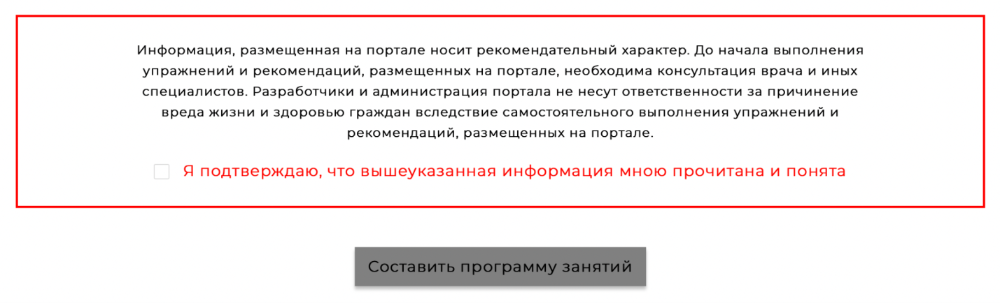 Информация, размещенная на портале носит рекомендательный характер. До начала выполнения
упражнений и рекомендаций, размещенных на портале, необходима консультация врача и иных
специалистов. Разработчики и администрация портала не несут ответственности за причинение
вреда жизни и здоровью граждан вследствие самостоятельного выполнения упражнений и
рекомендаций, размещенных на портале.
Я подтверждаю, что вышеуказанная информация мною прочитана и понята
Составить программу занятий